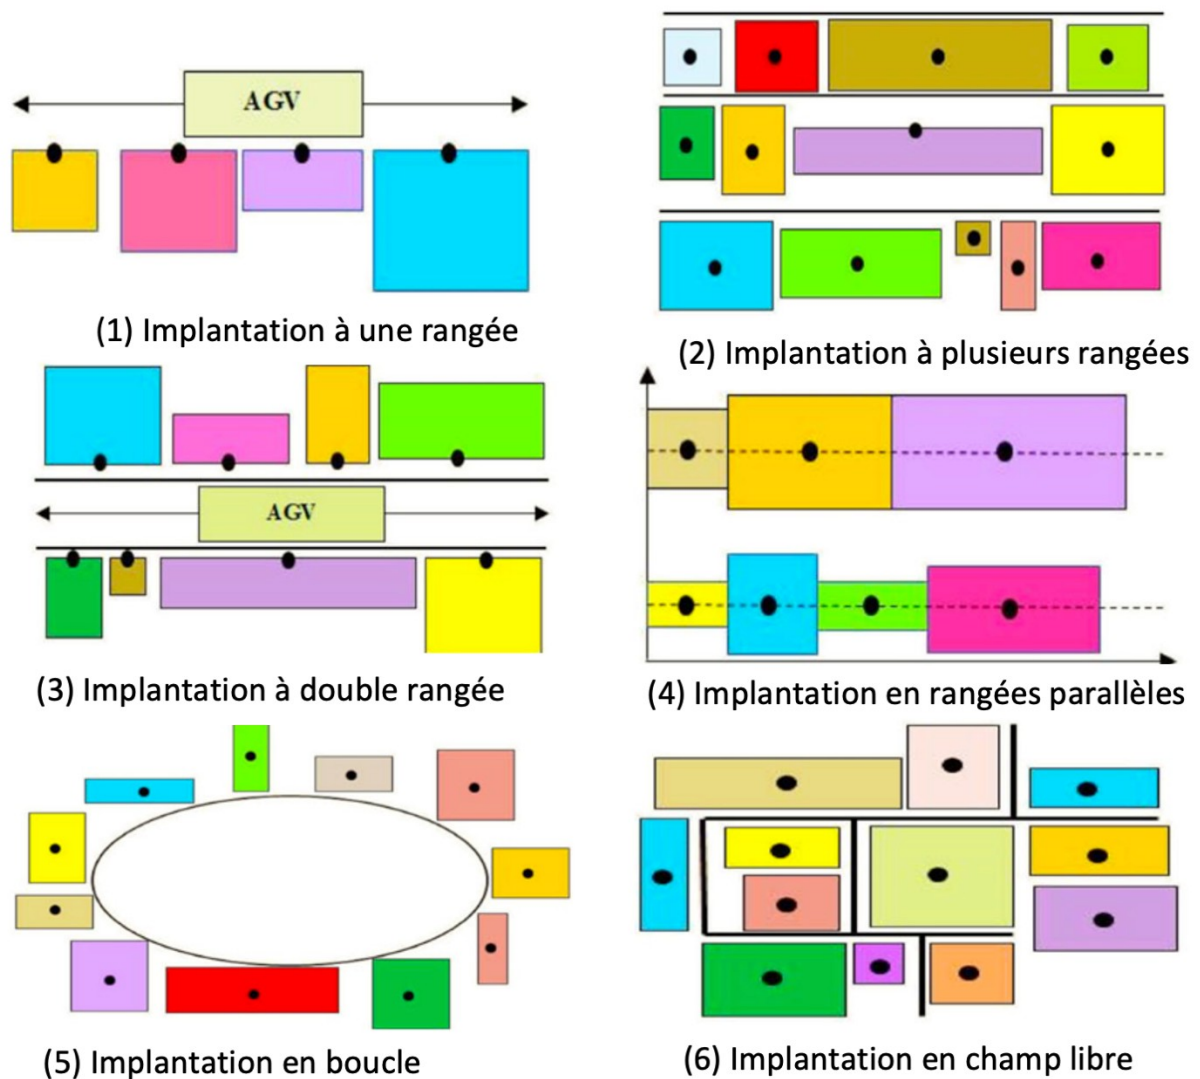 AGV
(1) Implantation à une rangée
(2) Implantation à plusieurs rangées
AGV
(3) Implantation à double rangée
(4) Implantation en rangées parallèles
(5) Implantation en boucle
(6) Implantation en champ libre